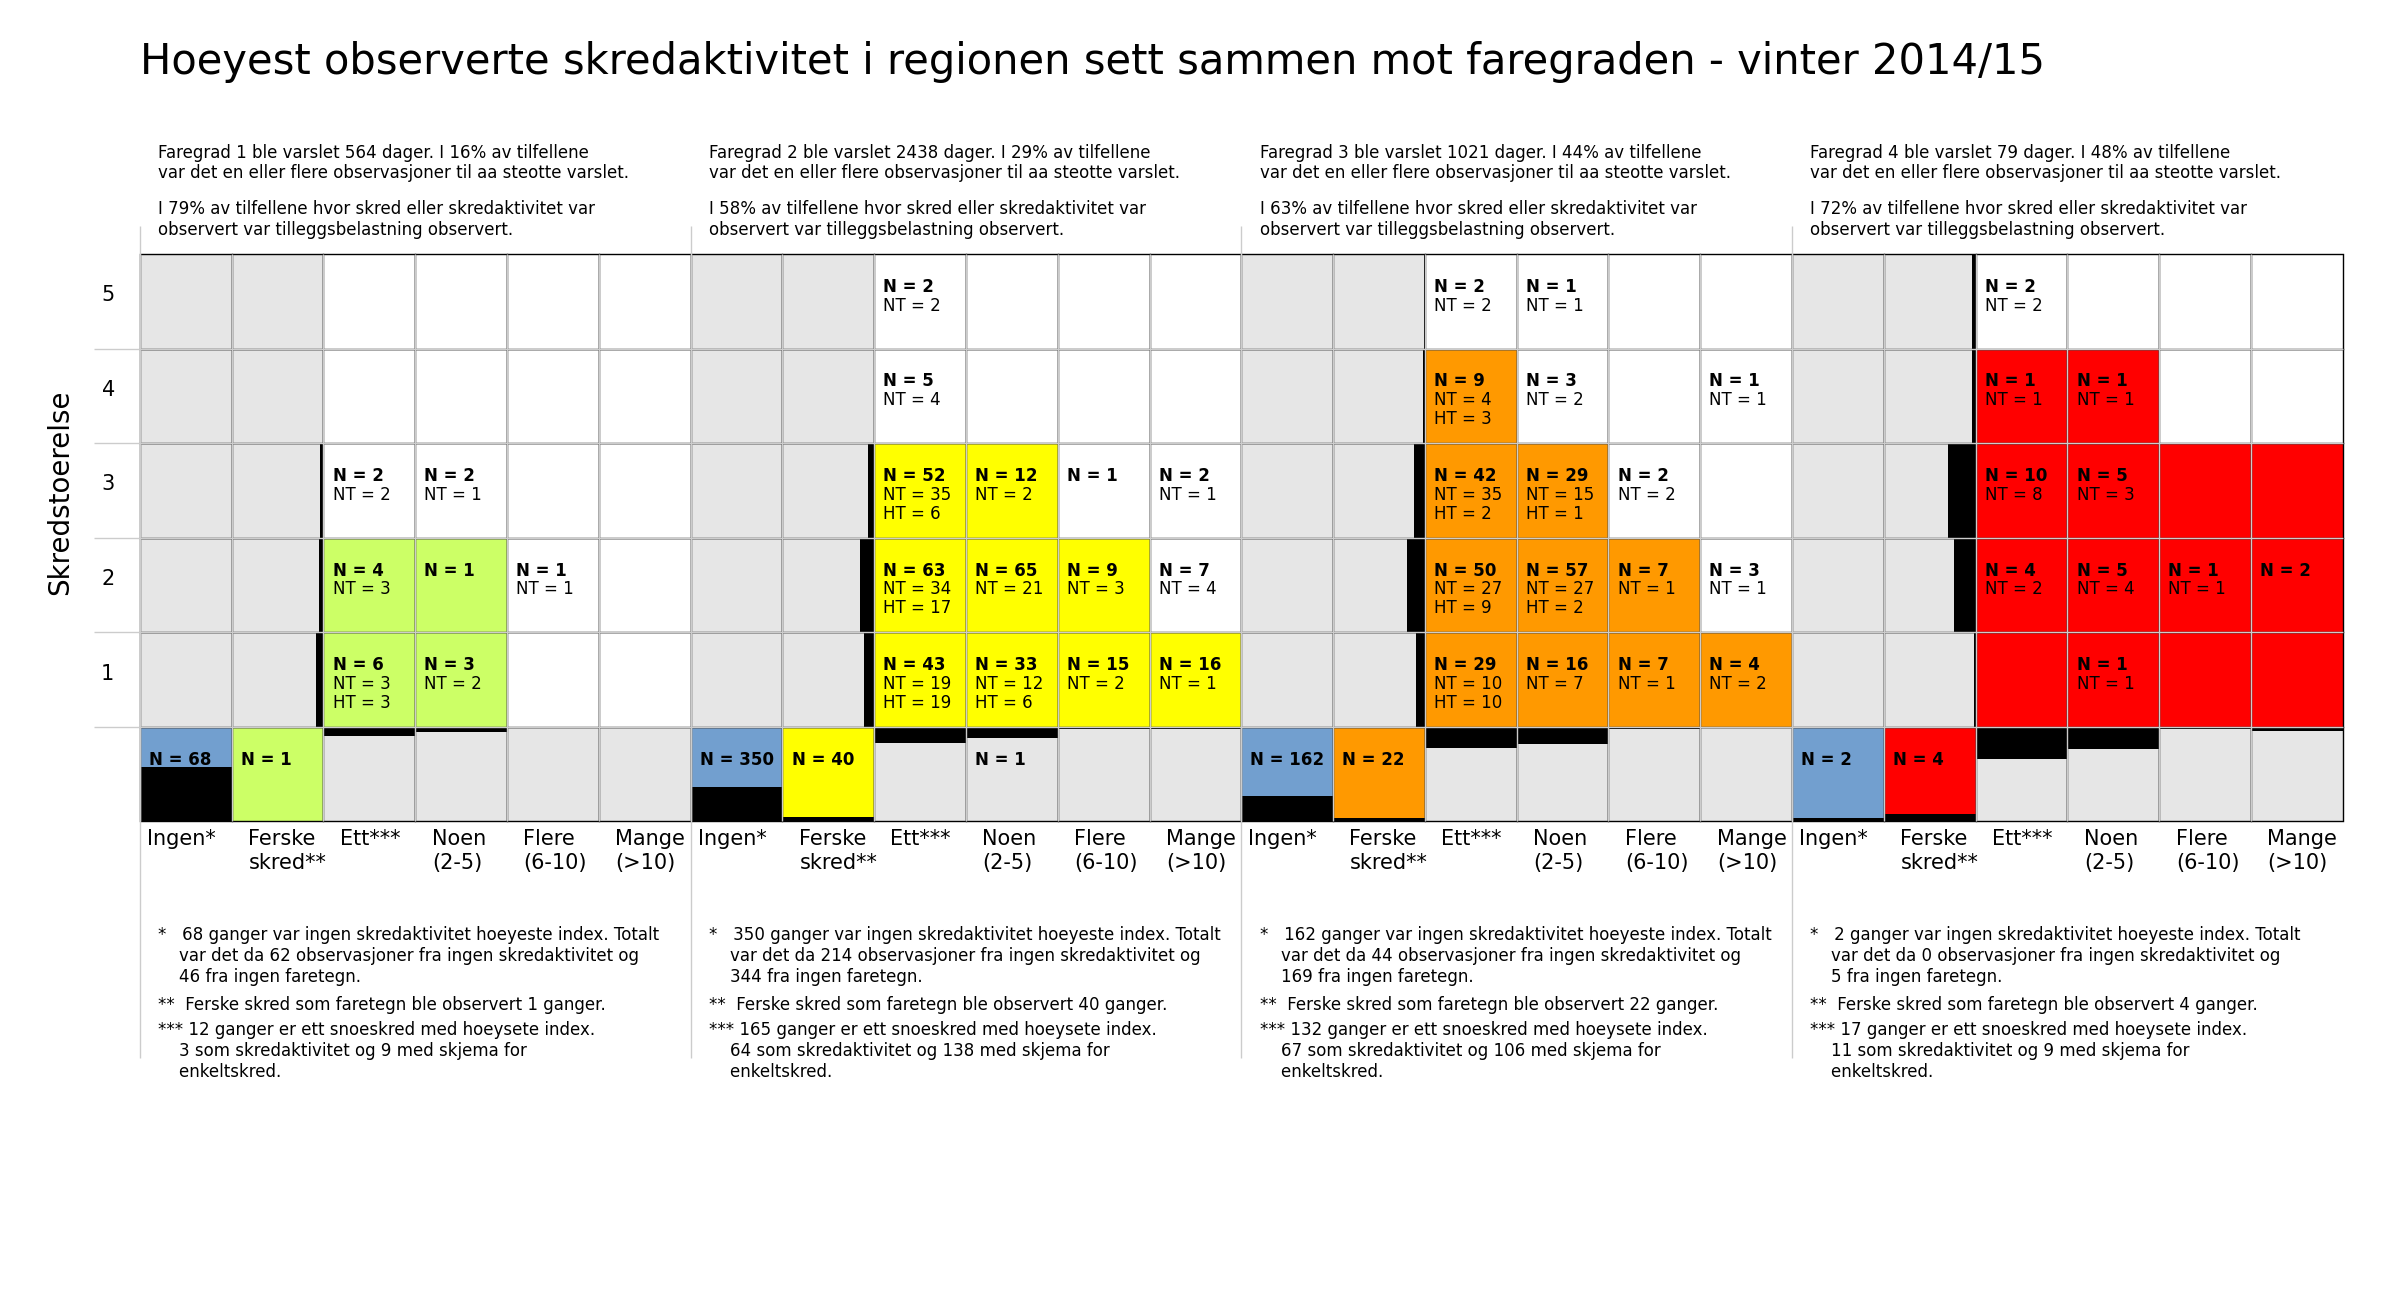 Hoeyest observerte skredaktivitet i regionen sett sammen mot faregraden - vinter 2014/15
Faregrad 1 ble varslet 564 dager. I 16% av tilfellene
var det en eller flere observasjoner til aa steotte varslet.
I 79% av tilfellene hvor skred eller skredaktivitet var
observert var tilleggsbelastning observert.
Faregrad 2 ble varslet 2438 dager. I 29% av tilfellene
var det en eller flere observasjoner til aa steotte varslet.
I 58% av tilfellene hvor skred eller skredaktivitet var
observert var tilleggsbelastning observert.
Faregrad 3 ble varslet 1021 dager. I 44% av tilfellene
var det en eller flere observasjoner til aa steotte varslet.
I 63% av tilfellene hvor skred eller skredaktivitet var
observert var tilleggsbelastning observert.
Faregrad 4 ble varslet 79 dager. I 48% av tilfellene
var det en eller flere observasjoner til aa steotte varslet.
I 72% av tilfellene hvor skred eller skredaktivitet var
observert var tilleggsbelastning observert.
Skredstoerelse
5
N = 2
NT = 2
N = 2
NT = 2
N = 1
NT = 1
N = 2
NT = 2
4
N = 5
NT = 4
N = 9
NT = 4
HT = 3
N = 3
NT = 2
N = 1
NT = 1
N = 1
NT = 1
N = 1
NT = 1
3
N = 2
NT = 2
N = 2
NT = 1
N = 52
NT = 35
HT = 6
N = 12
NT = 2
N = 1
N = 2
NT = 1
N = 42
NT = 35
HT = 2
N = 29
NT = 15
HT = 1
N = 2
NT = 2
N = 10
NT = 8
N = 5
NT = 3
2
N = 4
NT = 3
N = 1
N = 1
NT = 1
N = 63
NT = 34
HT = 17
N = 65
NT = 21
N = 9
NT = 3
N = 7
NT = 4
N = 50
NT = 27
HT = 9
N = 57
NT = 27
HT = 2
N = 7
NT = 1
N = 3
NT = 1
N = 4
NT = 2
N = 5
NT = 4
N = 1
NT = 1
N = 2
1
N = 6
NT = 3
HT = 3
N = 3
NT = 2
N = 43
NT = 19
HT = 19
N = 33
NT = 12
HT = 6
N = 15
NT = 2
N = 16
NT = 1
N = 29
NT = 10
HT = 10
N = 16
NT = 7
N = 7
NT = 1
N = 4
NT = 2
N = 1
NT = 1
N = 68
N = 1
N = 350
N = 40
N = 1
N = 162
N = 22
N = 2
N = 4
Ingen*
Ferske
skred**
Ett***
Noen
(2-5)
Flere
(6-10)
Mange
(>10)
Ingen*
Ferske
skred**
Ett***
Noen
(2-5)
Flere
(6-10)
Mange
(>10)
Ingen*
Ferske
skred**
Ett***
Noen
(2-5)
Flere
(6-10)
Mange
(>10)
Ingen*
Ferske
skred**
Ett***
Noen
(2-5)
Flere
(6-10)
Mange
(>10)
* 68 ganger var ingen skredaktivitet hoeyeste index. Totalt
var det da 62 observasjoner fra ingen skredaktivitet og
46 fra ingen faretegn.
** Ferske skred som faretegn ble observert 1 ganger.
*** 12 ganger er ett snoeskred med hoeysete index.
3 som skredaktivitet og 9 med skjema for
enkeltskred.
* 350 ganger var ingen skredaktivitet hoeyeste index. Totalt
var det da 214 observasjoner fra ingen skredaktivitet og
344 fra ingen faretegn.
** Ferske skred som faretegn ble observert 40 ganger.
*** 165 ganger er ett snoeskred med hoeysete index.
64 som skredaktivitet og 138 med skjema for
enkeltskred.
* 162 ganger var ingen skredaktivitet hoeyeste index. Totalt
var det da 44 observasjoner fra ingen skredaktivitet og
169 fra ingen faretegn.
** Ferske skred som faretegn ble observert 22 ganger.
*** 132 ganger er ett snoeskred med hoeysete index.
67 som skredaktivitet og 106 med skjema for
enkeltskred.
* 2 ganger var ingen skredaktivitet hoeyeste index. Totalt
var det da 0 observasjoner fra ingen skredaktivitet og
5 fra ingen faretegn.
** Ferske skred som faretegn ble observert 4 ganger.
*** 17 ganger er ett snoeskred med hoeysete index.
11 som skredaktivitet og 9 med skjema for
enkeltskred.